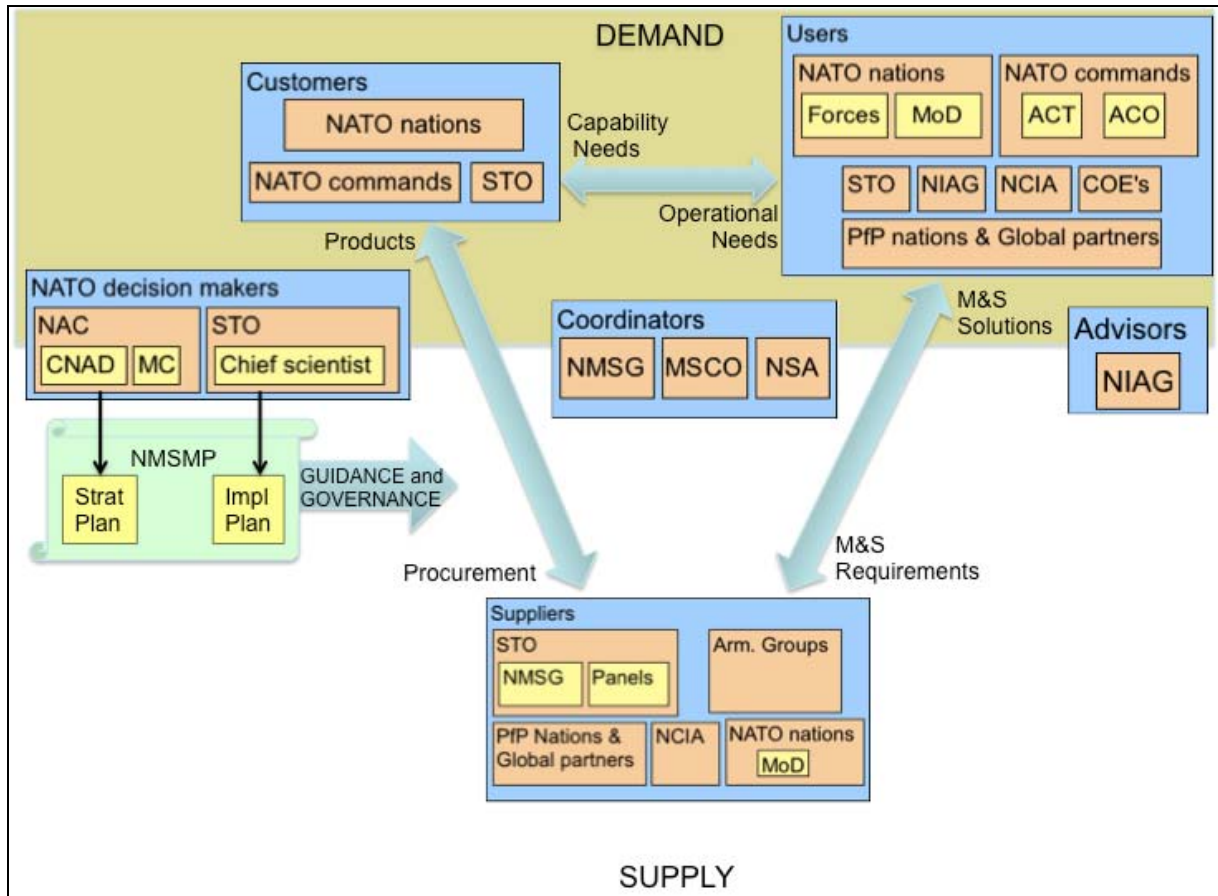 DEMAND
Customers
NATO nations
NATO commands
STO
Capability
Needs
Operational
Needs
Users
NATO nations
Forces
MoD
NATO commands
ACT
ACO
STO
NIAG
NCIA
COE's
PfP nations & Global partners
Products
NATO decision makers
NAC
CNAD
MC
STO
Chief scientist
Coordinators
NMSG
MSCO
NSA
M&S
Solutions
Advisors
NIAG
NMSMP
Strat
Plan
Impl
Plan
GUIDANCE and
GOVERNANCE
Procurement
M&S
Requirements
Suppliers
STO
NMSG
Panels
Arm. Groups
PfP Nations &
Global partners
NCIA
NATO nations
MoD
SUPPLY